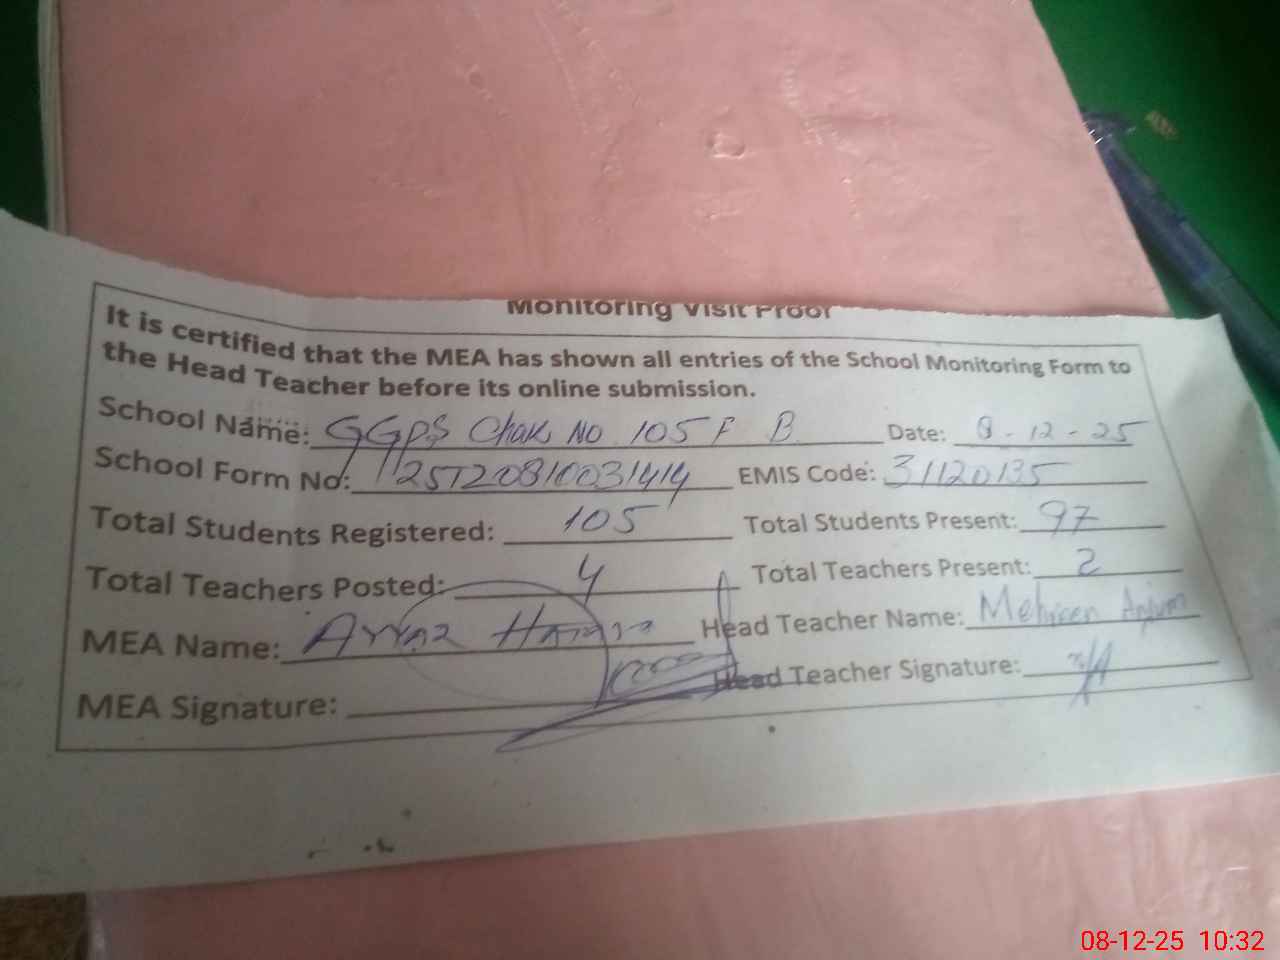 Monitoring Visit Proof
It is certified that the MEA has shown all entries of the School Monitoring Form to
the Head Teacher before its online submission.
School Name: GGPS Chak No 105 F B Date: 8-12-25
School Form No: 25120810031414 EMIS Code: 31120135
Total Students Registered: 105 Total Students Present: 97
Total Teachers Posted: 4 Total Teachers Present: 2
MEA Name: Head Teacher Name: Mehreen Anjum
MEA Signature: Head Teacher Signature:
08-12-25 10:32